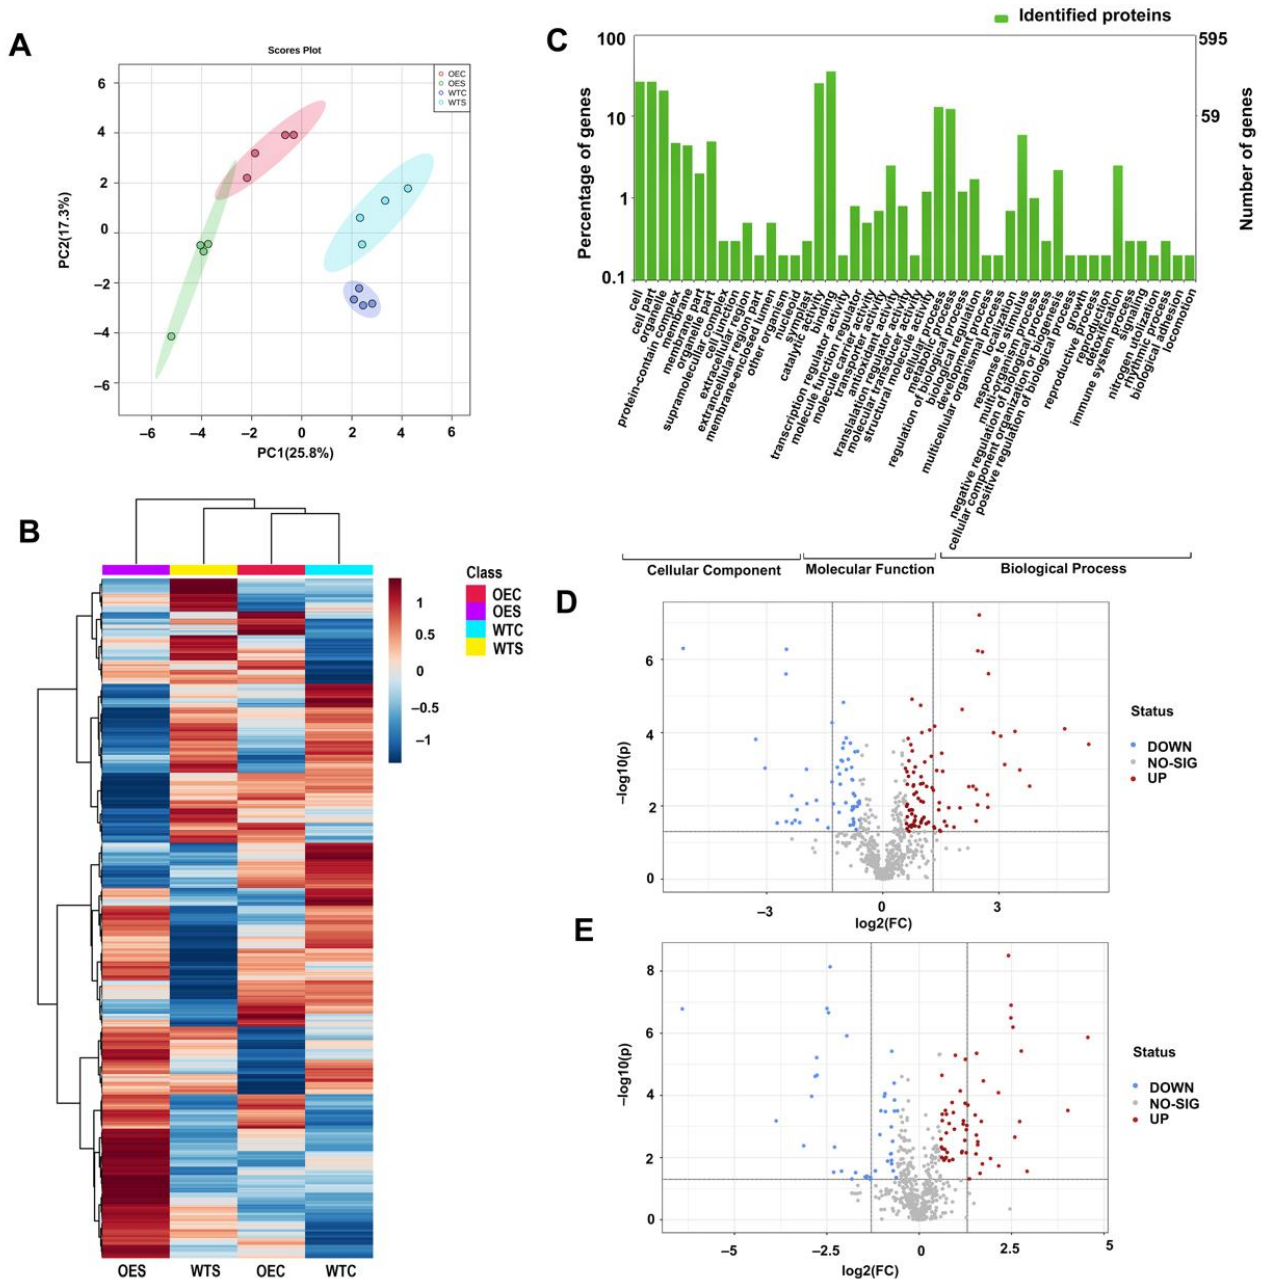 A
Scores Plot
OEC
OES
WTC
WTS
PC2(17.3%)
6
4
2
0
−2
−4
−6
−6
−4
−2
0
2
4
6
PC1(25.8%)
B
Class
OEC
OES
WTC
WTS
1
0.5
0
−0.5
−1
OES
WTS
OEC
WTC
C
Identified proteins
Percentage of genes
100
10
1
0.1
595
59
Number of genes
cell
cell part
organelle
protein-contain complex
membrane
membrane part
organelle part
supramolecular complex
cell junction
extracellular region
extrancellular region part
membrane-enclosed lumen
other organism
nucleoid
symplast
catalytic activity
binding
transcription regulator activity
molecule function regulator
molecule carrier activity
transporter activity
antioxidant activity
translation regulator activity
molecular transducer activity
structural molecule activity
cellular process
metabolic process
regulation of biological process
biological regulation
development process
multicellular organismal process
localization
response to stimulus
multi-organism process
negative regulation of biological process
cellular component organization or biogenesis
positive regulation of biological process
growth
reproductive process
reproduction
detoxification
immune system process
signaling
nitrogen utolization
rhythmic process
biological adhesion
locomotion
Cellular Component
Molecular Function
Biological Process
D
−log10(p)
6
4
2
0
−3
0
3
log2(FC)
Status
DOWN
NO-SIG
UP
E
−log10(p)
8
6
4
2
0
−5
−2.5
0
2.5
5
log2(FC)
Status
DOWN
NO-SIG
UP